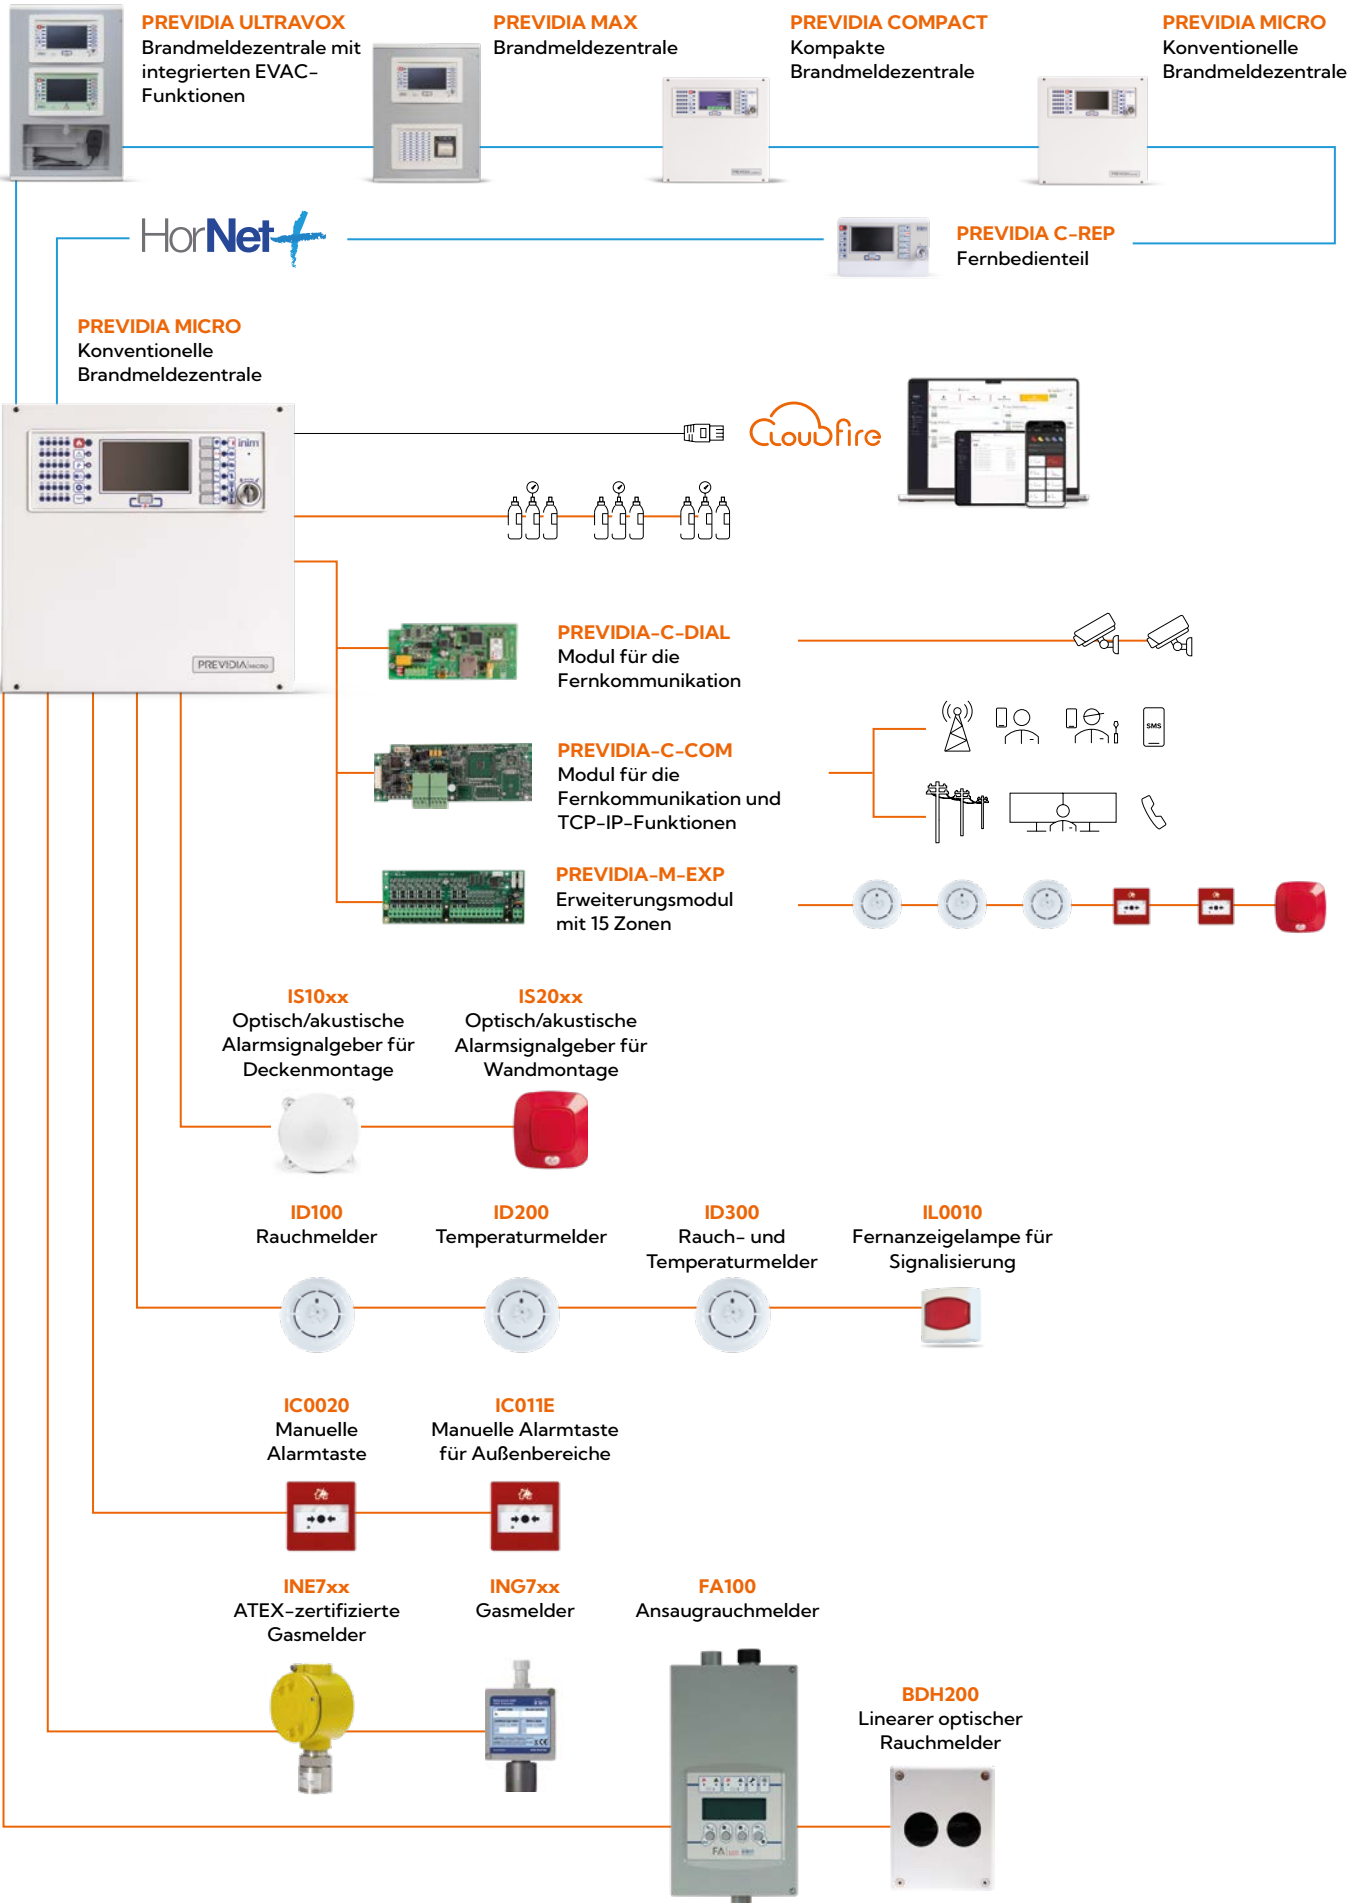 PREVIDIA ULTRAVOX
Brandmeldezentrale mit
integrierten EVAC-
Funktionen
PREVIDIA MAX
Brandmeldezentrale
PREVIDIA COMPACT
Kompakte
Brandmeldezentrale
PREVIDIA MICRO
Konventionelle
Brandmeldezentrale
HorNet+
PREVIDIA C-REP
Fernbedienteil
PREVIDIA MICRO
Konventionelle
Brandmeldezentrale
inim
PREVIDIA MICRO
CLOUDFIRE
PREVIDIA-C-DIAL
Modul für die
Fernkommunikation
PREVIDIA-C-COM
Modul für die
Fernkommunikation und
TCP-IP-Funktionen
SMS
PREVIDIA-M-EXP
Erweiterungsmodul
mit 15 Zonen
IS10xx
Optisch/akustische
Alarmsignalgeber für
Deckenmontage
IS20xx
Optisch/akustische
Alarmsignalgeber für
Wandmontage
ID100
Rauchmelder
ID200
Temperaturmelder
ID300
Rauch- und
Temperaturmelder
IL0010
Fernanzeigelampe für
Signalisierung
IC0020
Manuelle
Alarmtaste
IC011E
Manuelle Alarmtaste
für Außenbereiche
INE7xx
ATEX-zertifizierte
Gasmelder
ING7xx
Gasmelder
FA100
Ansaugrauchmelder
BDH200
Linearer optischer
Rauchmelder